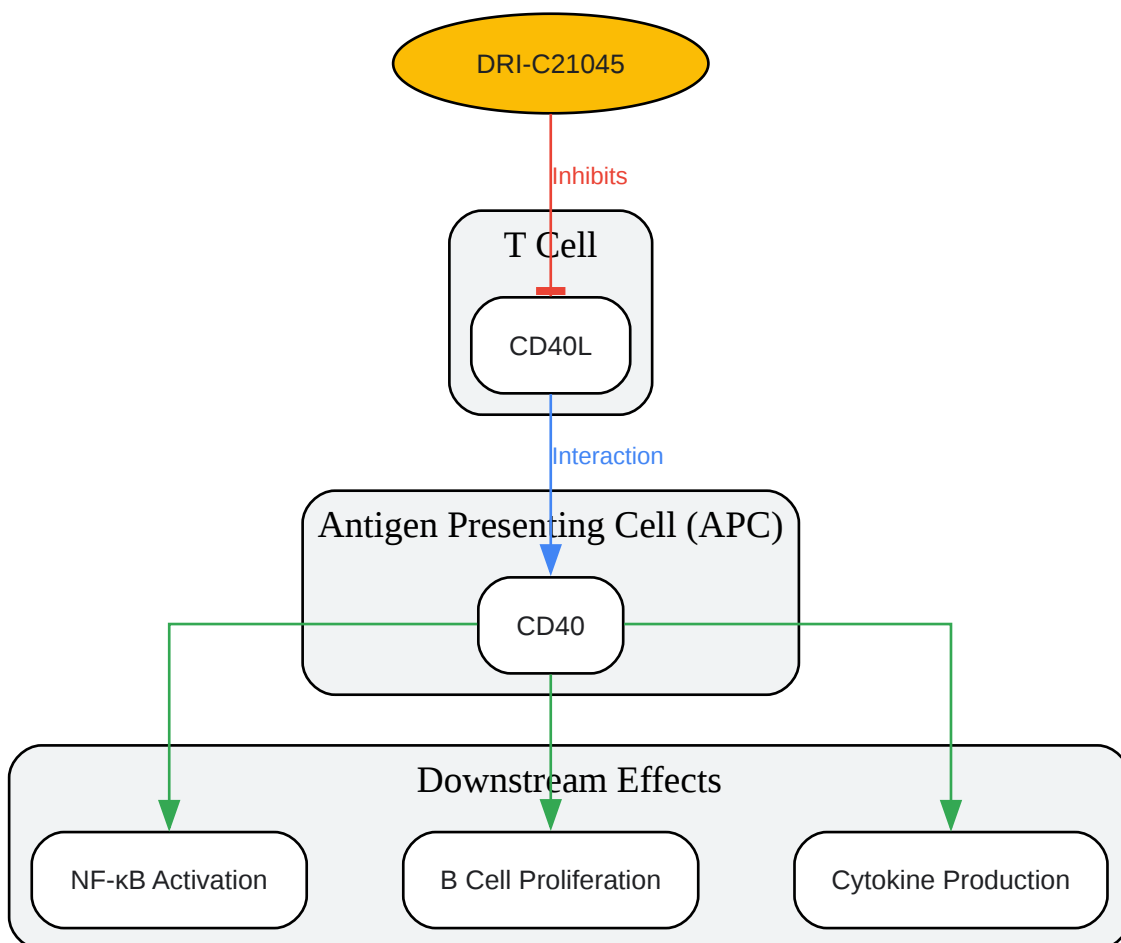 DRI-C21045
Inhibits
T Cell
CD40L
Interaction
Antigen Presenting Cell (APC)
CD40
Downstream Effects
NF-κB Activation
B Cell Proliferation
Cytokine Production